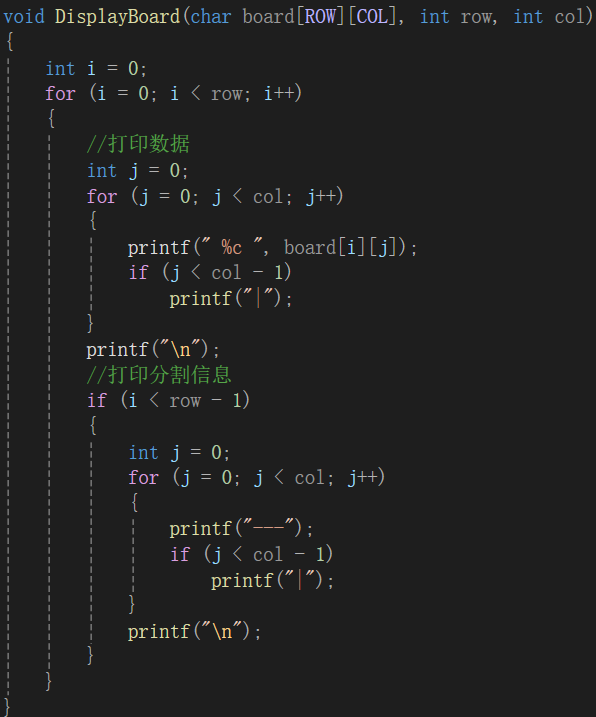 void DisplayBoard(char board[ROW][COL], int row, int col)
{
    int i = 0;
    for (i = 0; i < row; i++)
    {
        //打印数据
        int j = 0;
        for (j = 0; j < col; j++)
        {
            printf(" %c ", board[i][j]);
            if (j < col - 1)
                printf("|");
        }
        printf("\n");
        //打印分割信息
        if (i < row - 1)
        {
            int j = 0;
            for (j = 0; j < col; j++)
            {
                printf("---");
                if (j < col - 1)
                    printf("|");
            }
            printf("\n");
        }
    }
}